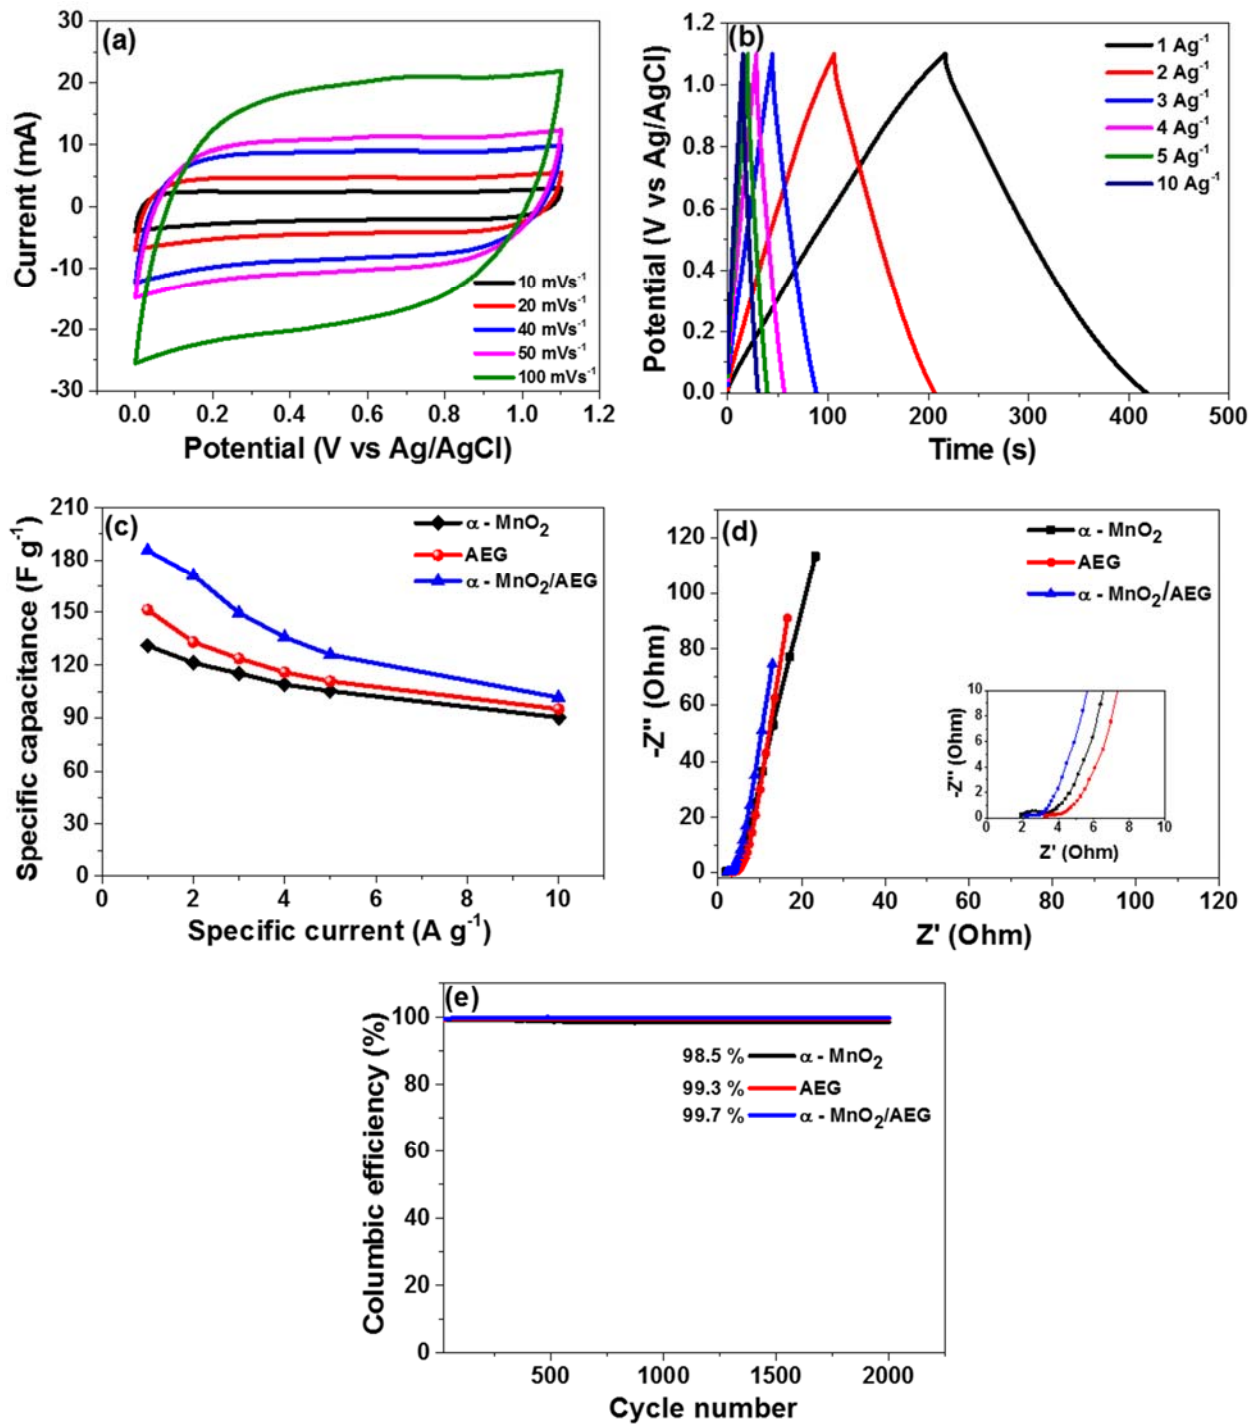 (a)
30
20
10
0
-10
-20
-30
Current (mA)
10 mVs⁻¹
20 mVs⁻¹
40 mVs⁻¹
50 mVs⁻¹
100 mVs⁻¹
0.0 0.2 0.4 0.6 0.8 1.0 1.2
Potential (V vs Ag/AgCl)
(b)
1.2
1.0
0.8
0.6
0.4
0.2
0.0
Potential (V vs Ag/AgCl)
1 Ag⁻¹
2 Ag⁻¹
3 Ag⁻¹
4 Ag⁻¹
5 Ag⁻¹
10 Ag⁻¹
0 100 200 300 400 500
Time (s)
(c)
210
180
150
120
90
60
30
0
Specific capacitance (F g⁻¹)
α - MnO₂
AEG
α - MnO₂/AEG
0 2 4 6 8 10
Specific current (A g⁻¹)
(d)
120
100
80
60
40
20
0
-Z'' (Ohm)
α - MnO₂
AEG
α - MnO₂/AEG
10
8
6
4
2
0
-Z'' (Ohm)
0 2 4 6 8 10
Z' (Ohm)
0 20 40 60 80 100 120
Z' (Ohm)
(e)
100
80
60
40
20
0
Columbic efficiency (%)
98.5 % α - MnO₂
99.3 % AEG
99.7 % α - MnO₂/AEG
500 1000 1500 2000
Cycle number